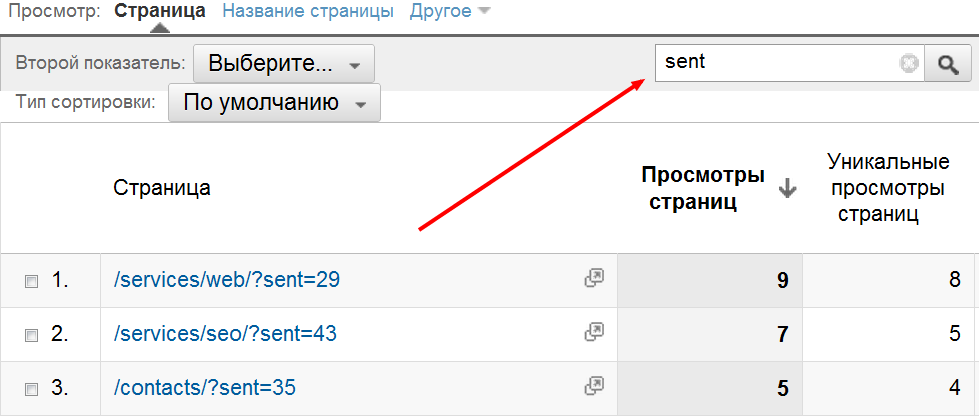 Просмотр: Страница Название страницы Другое
Второй показатель: Выберите... sent
Тип сортировки: По умолчанию
Страница Просмотры страниц Уникальные просмотры страниц
1. /services/web/?sent=29 9 8
2. /services/seo/?sent=43 7 5
3. /contacts/?sent=35 5 4